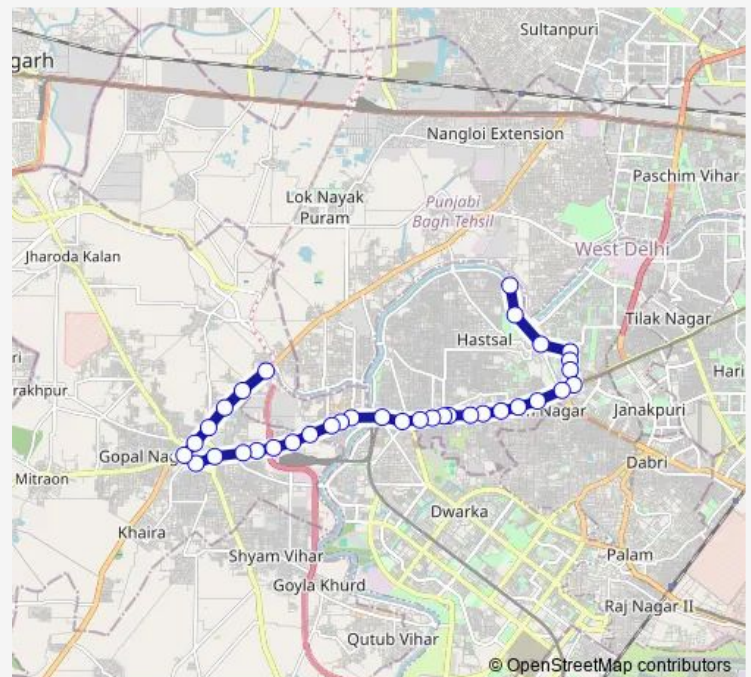 Sultanpuri
garh
Nangloi Extension
Paschim Vihar
Lok Nayak
Puram
Punjabi
Bagh Tehsil
West Delhi
Jharoda Kalan
Tilak Nagar
Hastsal
ri
Hari
rakhpur
n Nagar
Janakpuri
Gopal Nag
Mitraon
Dabri
Dwarka
Khaira
Shyam Vihar
Palam
Goyla Khurd
Raj Nagar II
Qutub Vihar
© OpenStreetMap contributors